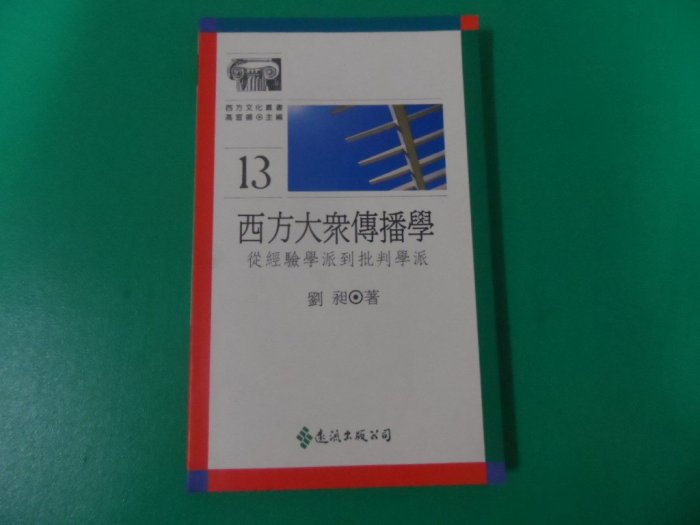 西方文化叢書
高宣揚⊙主編
13
西方大眾傳播學
從經驗學派到批判學派
劉昶⊙著
遠流出版公司